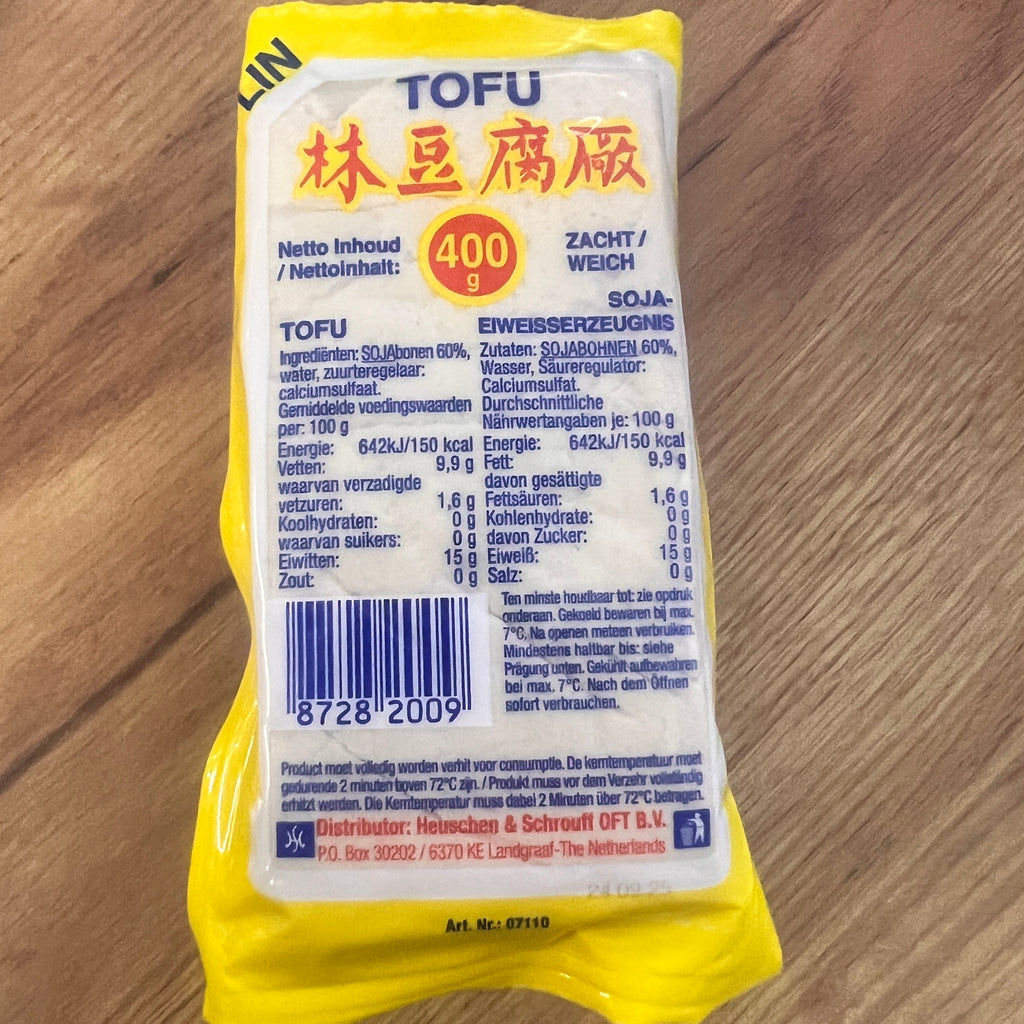 LIN
TOFU
林豆腐廠
Netto Inhoud
/ Nettoinhalt:
400
g
ZACHT /
WEICH
TOFU
Ingrediënten: SOJAbonen 60%,
water, zuurteregelaar:
calciumsulfaat.
Gemiddelde voedingswaarden
per: 100 g
Energie: 642kJ/150 kcal
Vetten: 9,9 g
waarvan verzadigde
vetzuren: 1,6 g
Koolhydraten: 0 g
waarvan suikers: 0 g
Eiwitten: 15 g
Zout: 0 g
SOJA-
EIWEISSERZEUGNIS
Zutaten: SOJABOHNEN 60%,
Wasser, Säureregulator:
Calciumsulfat.
Durchschnittliche
Nährwertangaben je: 100 g
Energie: 642kJ/150 kcal
Fett: 9,9 g
davon gesättigte
Fettsäuren: 1,6 g
Kohlenhydrate: 0 g
davon Zucker: 0 g
Eiweiß: 15 g
Salz: 0 g
Ten minste houdbaar tot: zie opdruk
onderaan. Gekoeld bewaren bij max.
7°C. Na openen meteen verbruiken.
Mindestens haltbar bis: siehe
Prägung unten. Gekühlt aufbewahren
bei max. 7°C. Nach dem Öffnen
sofort verbrauchen.
8728 2009
Product moet volledig worden verhit voor consumptie. De kerntemperatuur moet
gedurende 2 minuten boven 72°C zijn. / Produkt muss vor dem Verzehr vollständig
erhitzt werden. Die Kerntemperatur muss dabei 2 Minuten über 72°C betragen.
Distributor: Heuschen & Schrouff OFT B.V.
P.O. Box 30202 / 6370 KE Landgraaf-The Netherlands
24 09 25
Art. Nr.: 07110